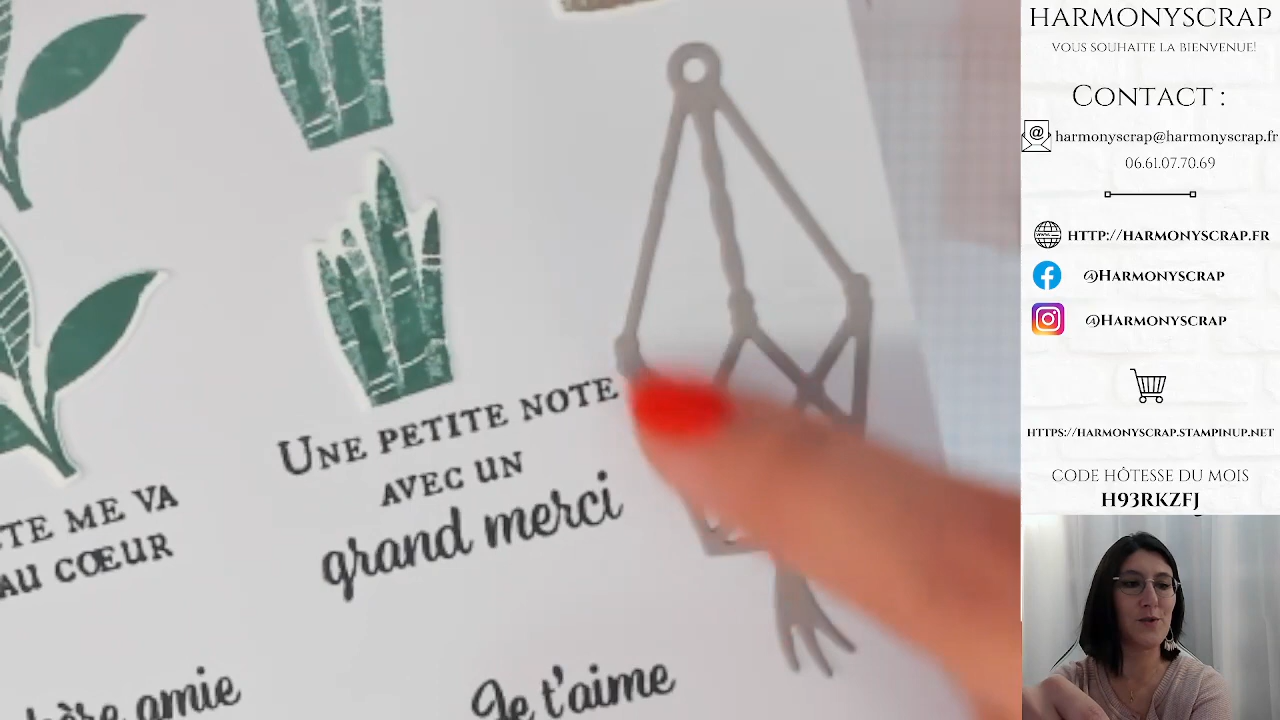 UNE PETITE NOTE
AVEC UN
grand merci
TE ME VA
AU CŒUR
amie
Je t'aime
HARMONYSCRAP
VOUS SOUHAITE LA BIENVENUE!
CONTACT :
harmonyscrap@harmonyscrap.fr
06.61.07.70.69
HTTP://HARMONYSCRAP.FR
@HARMONYSCRAP
@HARMONYSCRAP
HTTPS://HARMONYSCRAP.STAMPINUP.NET
CODE HÔTESSE DU MOIS
H93RKZFJ